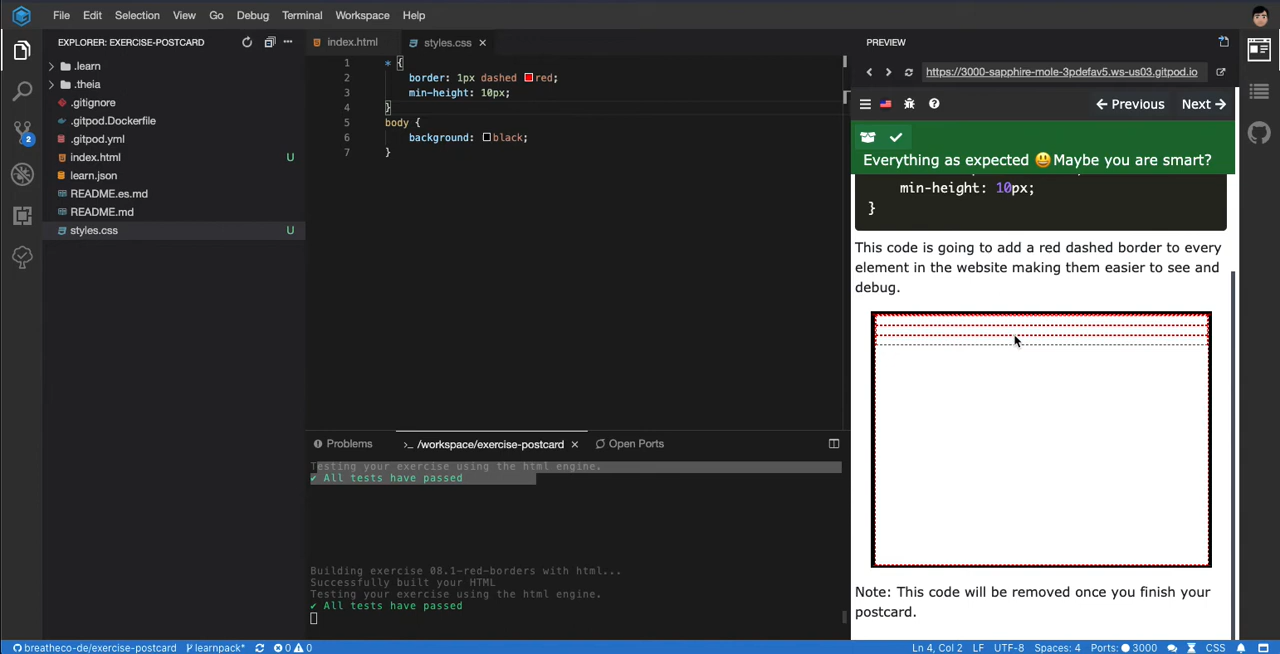 File Edit Selection View Go Debug Terminal Workspace Help
EXPLORER: EXERCISE-POSTCARD
index.html
styles.css
PREVIEW
.learn
.theia
.gitignore
.gitpod.Dockerfile
.gitpod.yml
index.html U
learn.json
README.es.md
README.md
styles.css U
2
1 * {
2 border: 1px dashed red;
3 min-height: 10px;
4 }
5 body {
6 background: black;
7 }
Problems
/workspace/exercise-postcard
Open Ports
Testing your exercise using the html engine.
✔ All tests have passed
Building exercise 08.1-red-borders with html...
Successfully built your HTML
Testing your exercise using the html engine.
✔ All tests have passed
https://3000-sapphire-mole-3pdefav5.ws-us03.gitpod.io
← Previous Next →
Everything as expected 😃 Maybe you are smart?
min-height: 10px;
}
This code is going to add a red dashed border to every
element in the website making them easier to see and
debug.
Note: This code will be removed once you finish your
postcard.
breatheco-de/exercise-postcard learnpack* 0 0 Ln 4, Col 2 LF UTF-8 Spaces: 4 Ports: 3000 CSS